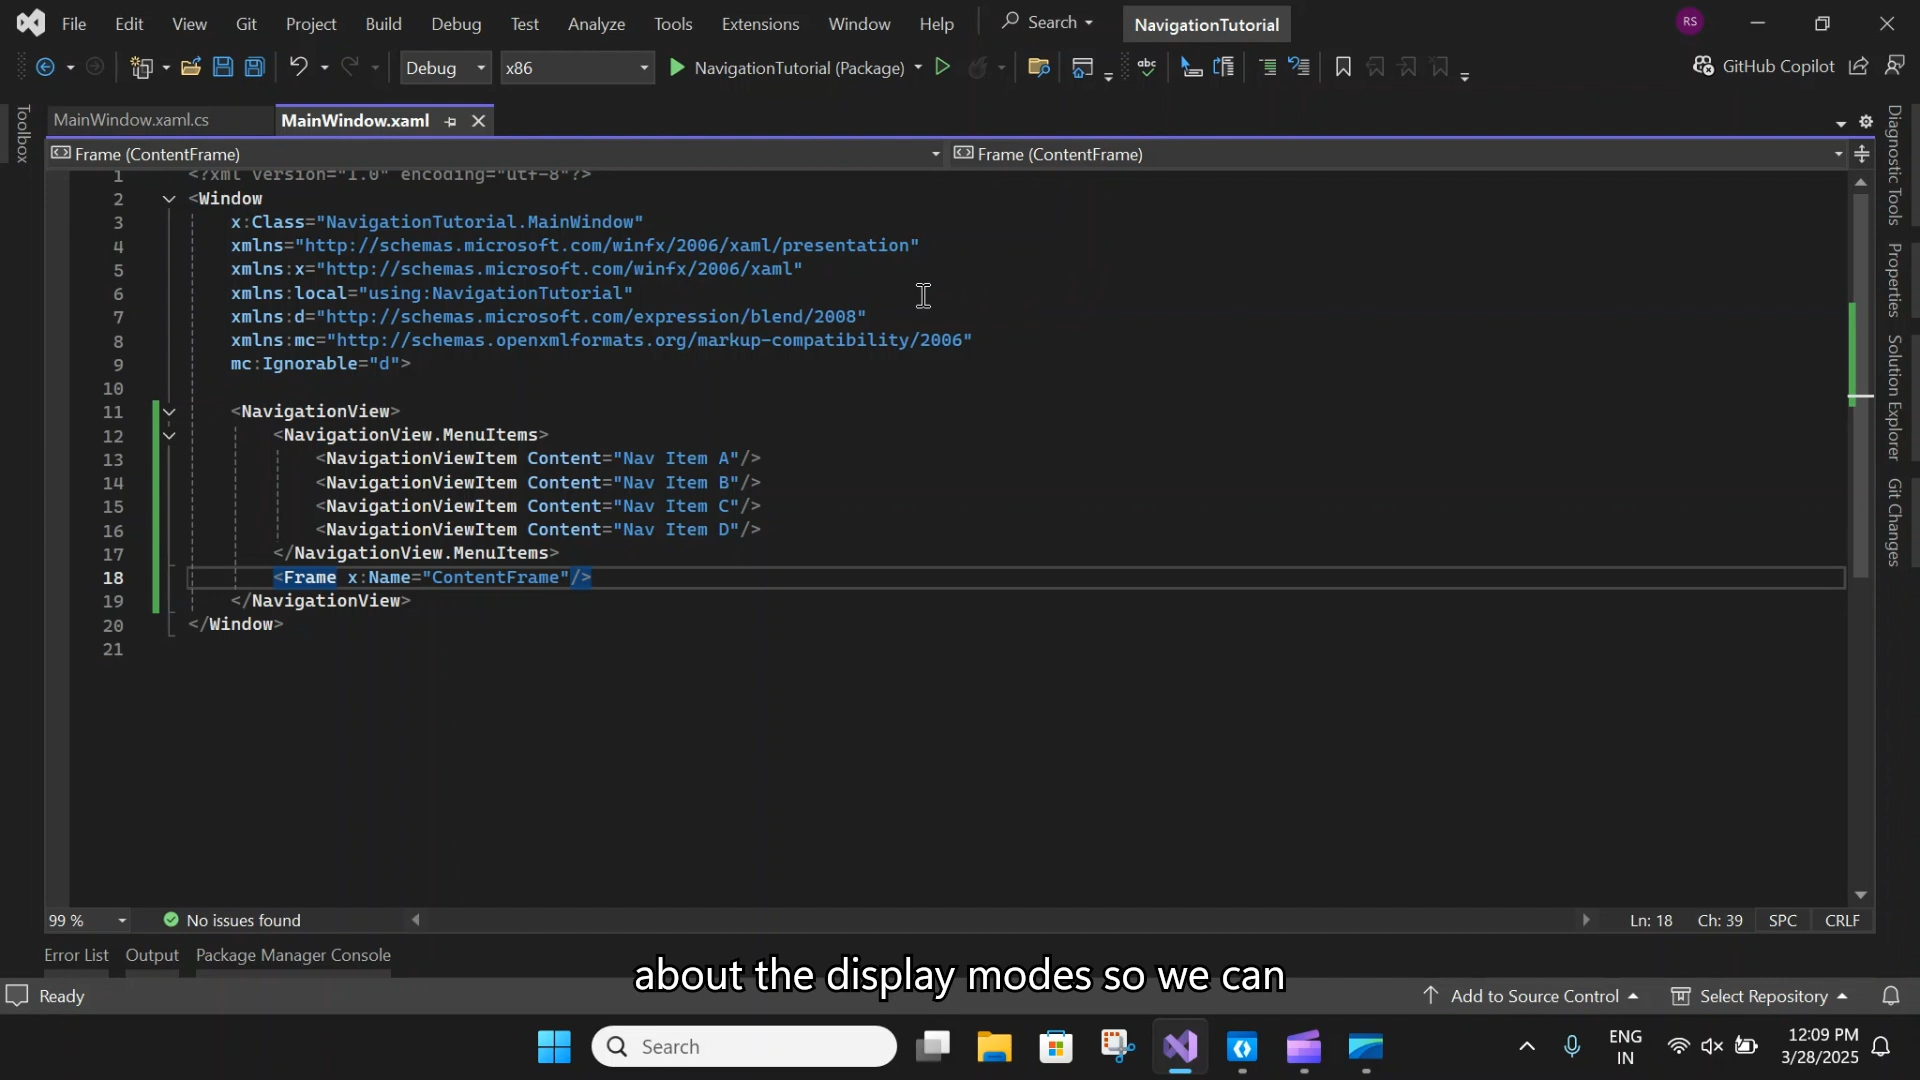 File Edit View Git Project Build Debug Test Analyze Tools Extensions Window Help Search NavigationTutorial RS
Debug x86 NavigationTutorial (Package) abc GitHub Copilot
Toolbox
MainWindow.xaml.cs MainWindow.xaml
Frame (ContentFrame) Frame (ContentFrame)
1 <?xml version="1.0" encoding="utf-8"?>
2 <Window
3 x:Class="NavigationTutorial.MainWindow"
4 xmlns="http://schemas.microsoft.com/winfx/2006/xaml/presentation"
5 xmlns:x="http://schemas.microsoft.com/winfx/2006/xaml"
6 xmlns:local="using:NavigationTutorial"
7 xmlns:d="http://schemas.microsoft.com/expression/blend/2008"
8 xmlns:mc="http://schemas.openxmlformats.org/markup-compatibility/2006"
9 mc:Ignorable="d">
10
11 <NavigationView>
12 <NavigationView.MenuItems>
13 <NavigationViewItem Content="Nav Item A"/>
14 <NavigationViewItem Content="Nav Item B"/>
15 <NavigationViewItem Content="Nav Item C"/>
16 <NavigationViewItem Content="Nav Item D"/>
17 </NavigationView.MenuItems>
18 <Frame x:Name="ContentFrame"/>
19 </NavigationView>
20 </Window>
21
Diagnostic Tools
Properties
Solution Explorer
Git Changes
99 % No issues found Ln: 18 Ch: 39 SPC CRLF
Error List Output Package Manager Console
about the display modes so we can
Ready Add to Source Control Select Repository
Search
ENG
IN
12:09 PM
3/28/2025